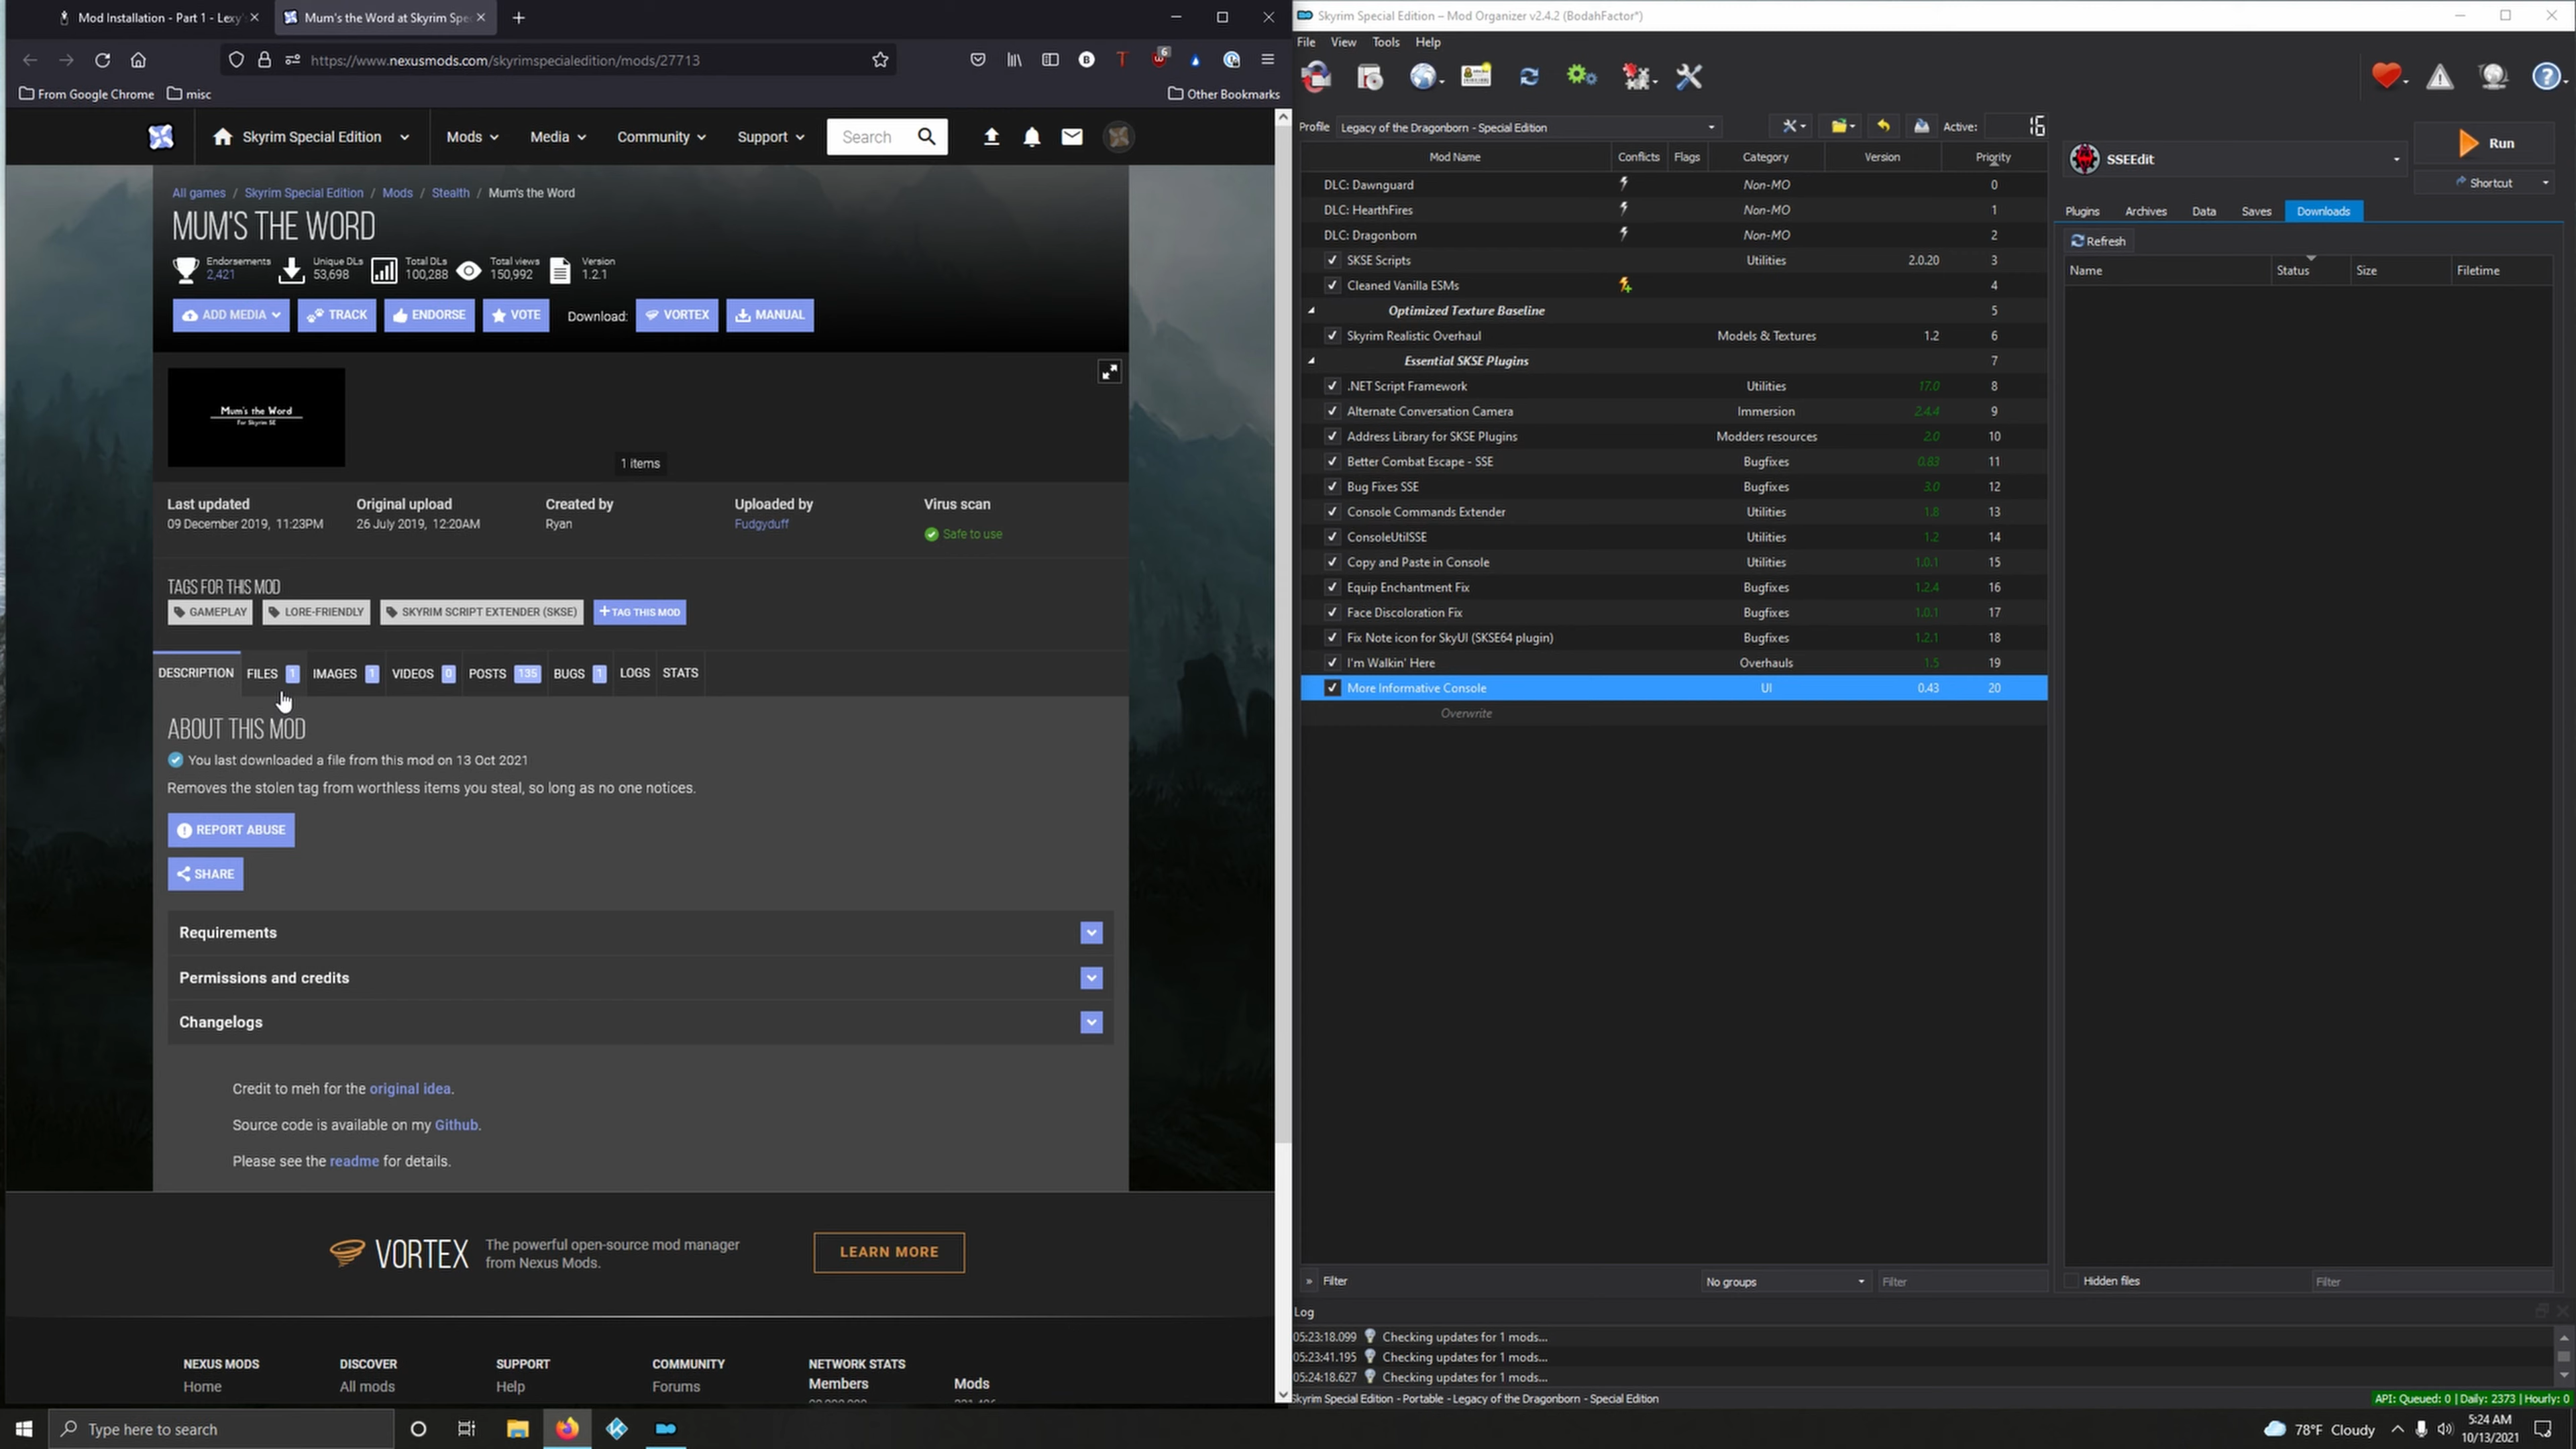 Mod Installation - Part 1 - Lexy'
Mum's the Word at Skyrim Spe
https://www.nexusmods.com/skyrimspecialedition/mods/27713
6
From Google Chrome
misc
Other Bookmarks
Skyrim Special Edition
Mods
Media
Community
Support
Search
All games / Skyrim Special Edition / Mods / Stealth / Mum's the Word
MUM'S THE WORD
Endorsements
2,421
Unique DLs
53,698
Total DLs
100,288
Total views
150,992
Version
1.2.1
ADD MEDIA
TRACK
ENDORSE
VOTE
Download:
VORTEX
MANUAL
Mum's the Word
For Skyrim SE
1 items
Last updated
09 December 2019, 11:23PM
Original upload
26 July 2019, 12:20AM
Created by
Ryan
Uploaded by
Fudgyduff
Virus scan
Safe to use
TAGS FOR THIS MOD
GAMEPLAY
LORE-FRIENDLY
SKYRIM SCRIPT EXTENDER (SKSE)
+ TAG THIS MOD
DESCRIPTION
FILES 1
IMAGES 1
VIDEOS 0
POSTS 135
BUGS 1
LOGS
STATS
ABOUT THIS MOD
You last downloaded a file from this mod on 13 Oct 2021
Removes the stolen tag from worthless items you steal, so long as no one notices.
REPORT ABUSE
SHARE
Requirements
Permissions and credits
Changelogs
Credit to meh for the original idea.
Source code is available on my Github.
Please see the readme for details.
VORTEX
The powerful open-source mod manager
from Nexus Mods.
LEARN MORE
NEXUS MODS
Home
DISCOVER
All mods
SUPPORT
Help
COMMUNITY
Forums
NETWORK STATS
Members
Mods
Skyrim Special Edition – Mod Organizer v2.4.2 (BodahFactor*)
File View Tools Help
Profile
Legacy of the Dragonborn - Special Edition
Active:
16
Mod Name Conflicts Flags Category Version Priority
DLC: Dawnguard Non-MO 0
DLC: HearthFires Non-MO 1
DLC: Dragonborn Non-MO 2
SKSE Scripts Utilities 2.0.20 3
Cleaned Vanilla ESMs 4
Optimized Texture Baseline 5
Skyrim Realistic Overhaul Models & Textures 1.2 6
Essential SKSE Plugins 7
.NET Script Framework Utilities 17.0 8
Alternate Conversation Camera Immersion 2.4.4 9
Address Library for SKSE Plugins Modders resources 2.0 10
Better Combat Escape - SSE Bugfixes 0.83 11
Bug Fixes SSE Bugfixes 3.0 12
Console Commands Extender Utilities 1.8 13
ConsoleUtilSSE Utilities 1.2 14
Copy and Paste in Console Utilities 1.0.1 15
Equip Enchantment Fix Bugfixes 1.2.4 16
Face Discoloration Fix Bugfixes 1.0.1 17
Fix Note icon for SkyUI (SKSE64 plugin) Bugfixes 1.2.1 18
I'm Walkin' Here Overhauls 1.5 19
More Informative Console UI 0.43 20
Overwrite
SSEEdit
Run
Shortcut
Plugins Archives Data Saves Downloads
Refresh
Name Status Size Filetime
» Filter
No groups
Filter
Hidden files
Filter
Log
05:23:18.099 Checking updates for 1 mods...
05:23:41.195 Checking updates for 1 mods...
05:24:18.627 Checking updates for 1 mods...
Skyrim Special Edition - Portable - Legacy of the Dragonborn - Special Edition
API: Queued: 0 | Daily: 2373 | Hourly: 0
Type here to search
78°F Cloudy
5:24 AM
10/13/2021